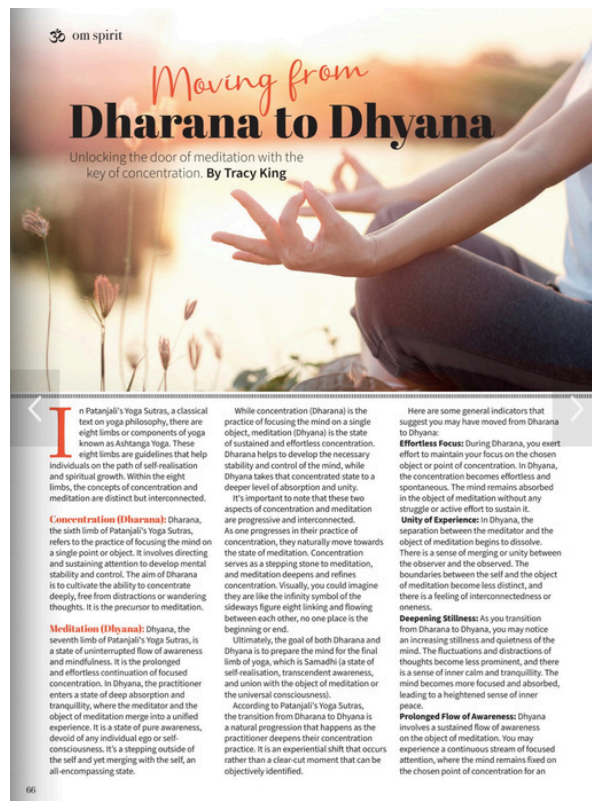 ॐ om spirit
Moving from
Dharana to Dhyana
Unlocking the door of meditation with the
key of concentration. By Tracy King
In Patanjali's Yoga Sutras, a classical
text on yoga philosophy, there are
eight limbs or components of yoga
known as Ashtanga Yoga. These
eight limbs are guidelines that help
individuals on the path of self-realisation
and spiritual growth. Within the eight
limbs, the concepts of concentration and
meditation are distinct but interconnected.
Concentration (Dharana): Dharana,
the sixth limb of Patanjali's Yoga Sutras,
refers to the practice of focusing the mind on
a single point or object. It involves directing
and sustaining attention to develop mental
stability and control. The aim of Dharana
is to cultivate the ability to concentrate
deeply, free from distractions or wandering
thoughts. It is the precursor to meditation.
Meditation (Dhyana): Dhyana, the
seventh limb of Patanjali's Yoga Sutras, is
a state of uninterrupted flow of awareness
and mindfulness. It is the prolonged
and effortless continuation of focused
concentration. In Dhyana, the practitioner
enters a state of deep absorption and
tranquillity, where the meditator and the
object of meditation merge into a unified
experience. It is a state of pure awareness,
devoid of any individual ego or self-
consciousness. It's a stepping outside of
the self and yet merging with the self, an
all-encompassing state.
While concentration (Dharana) is the
practice of focusing the mind on a single
object, meditation (Dhyana) is the state
of sustained and effortless concentration.
Dharana helps to develop the necessary
stability and control of the mind, while
Dhyana takes that concentrated state to a
deeper level of absorption and unity.
It's important to note that these two
aspects of concentration and meditation
are progressive and interconnected.
As one progresses in their practice of
concentration, they naturally move towards
the state of meditation. Concentration
serves as a stepping stone to meditation,
and meditation deepens and refines
concentration. Visually, you could imagine
they are like the infinity symbol of the
sideways figure eight linking and flowing
between each other, no one place is the
beginning or end.
Ultimately, the goal of both Dharana and
Dhyana is to prepare the mind for the final
limb of yoga, which is Samadhi (a state of
self-realisation, transcendent awareness,
and union with the object of meditation or
the universal consciousness).
According to Patanjali's Yoga Sutras,
the transition from Dharana to Dhyana is
a natural progression that happens as the
practitioner deepens their concentration
practice. It is an experiential shift that occurs
rather than a clear-cut moment that can be
objectively identified.
Here are some general indicators that
suggest you may have moved from Dharana
to Dhyana:
Effortless Focus: During Dharana, you exert
effort to maintain your focus on the chosen
object or point of concentration. In Dhyana,
the concentration becomes effortless and
spontaneous. The mind remains absorbed
in the object of meditation without any
struggle or active effort to sustain it.
Unity of Experience: In Dhyana, the
separation between the meditator and the
object of meditation begins to dissolve.
There is a sense of merging or unity between
the observer and the observed. The
boundaries between the self and the object
of meditation become less distinct, and
there is a feeling of interconnectedness or
oneness.
Deepening Stillness: As you transition
from Dharana to Dhyana, you may notice
an increasing stillness and quietness of the
mind. The fluctuations and distractions of
thoughts become less prominent, and there
is a sense of inner calm and tranquillity. The
mind becomes more focused and absorbed,
leading to a heightened sense of inner
peace.
Prolonged Flow of Awareness: Dhyana
involves a sustained flow of awareness
on the object of meditation. You may
experience a continuous stream of focused
attention, where the mind remains fixed on
the chosen point of concentration for an
66